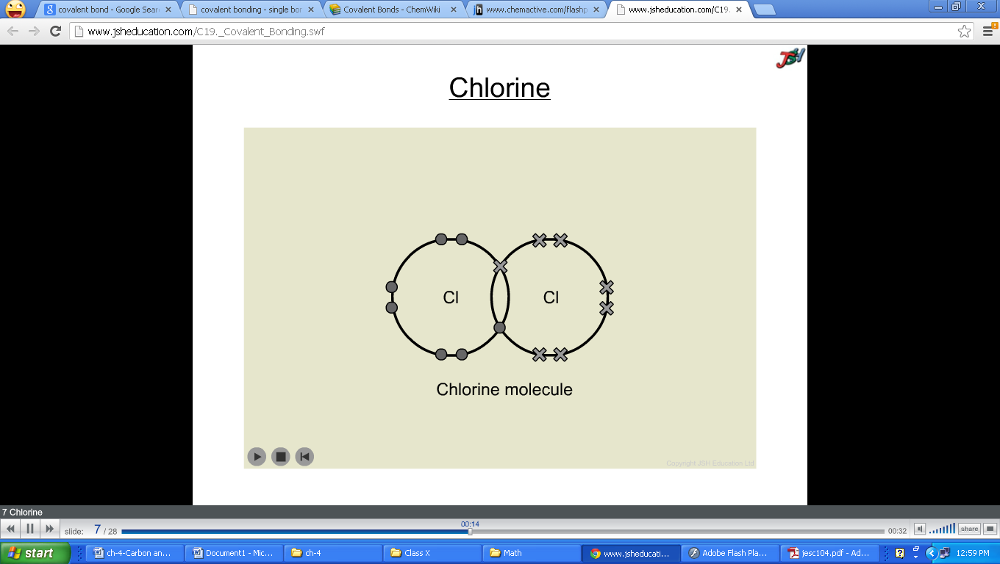 covalent bond - Google Sear
covalent bonding - single bor
Covalent Bonds - ChemWiki
www.chemactive.com/flashp
www.jsheducation.com/C19.
www.jsheducation.com/C19._Covalent_Bonding.swf
JSH
Chlorine
Cl
Cl
Chlorine molecule
Copyright JSH Education Ltd
7 Chlorine
slide: 7 / 28
00:14
00:32
share
start
ch-4-Carbon an...
Document1 - Mic...
ch-4
Class X
Math
www.jsheducati...
Adobe Flash Pla...
jesc104.pdf - Ad...
12:59 PM